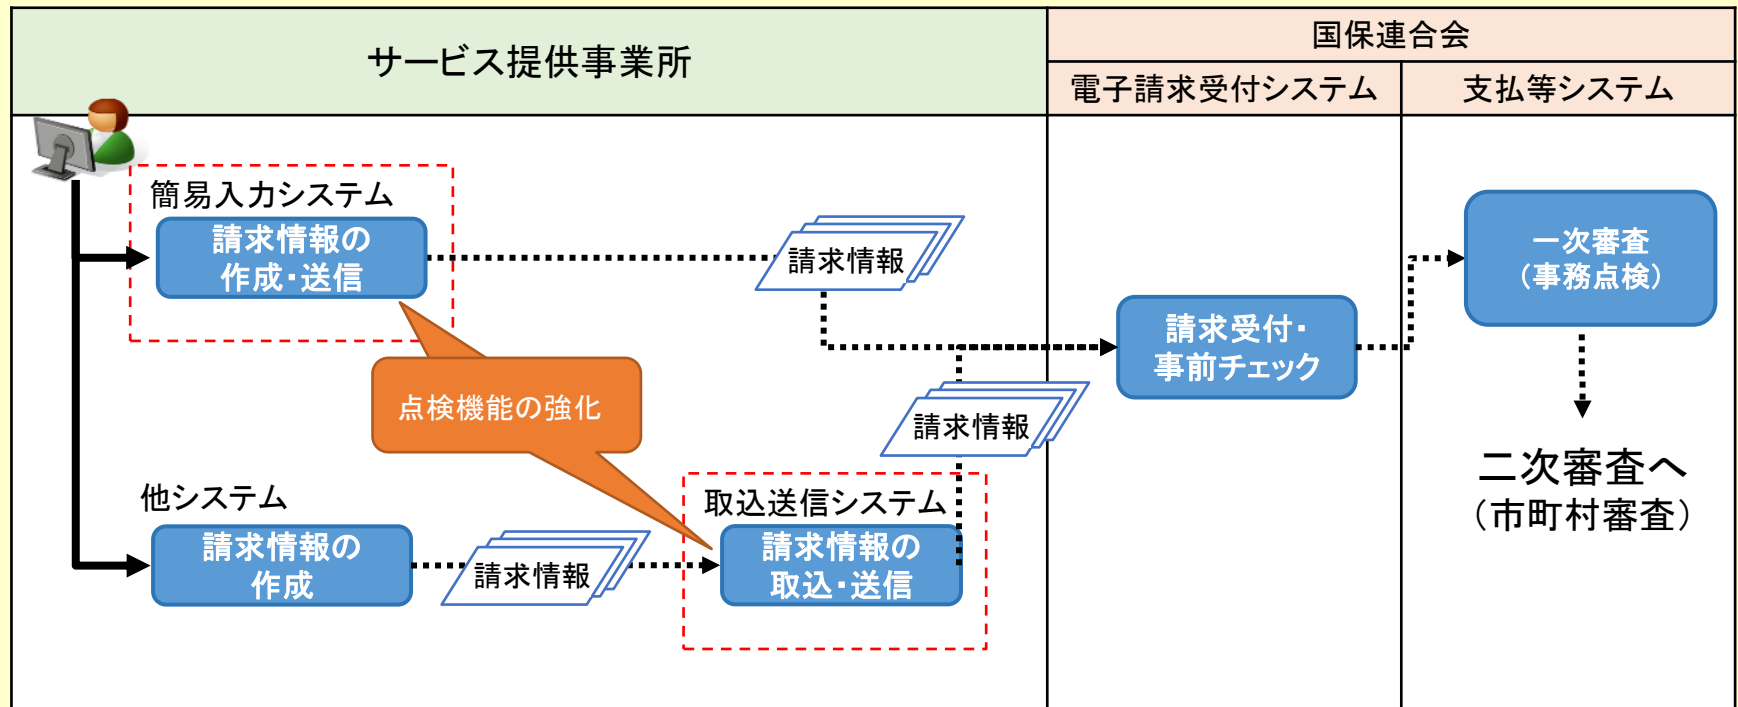 サービス提供事業所
国保連合会
電子請求受付システム
支払等システム
簡易入力システム
請求情報の
作成・送信
請求情報
一次審査
（事務点検）
請求受付・
事前チェック
点検機能の強化
請求情報
二次審査へ
（市町村審査）
他システム
請求情報の
作成
請求情報
取込送信システム
請求情報の
取込・送信